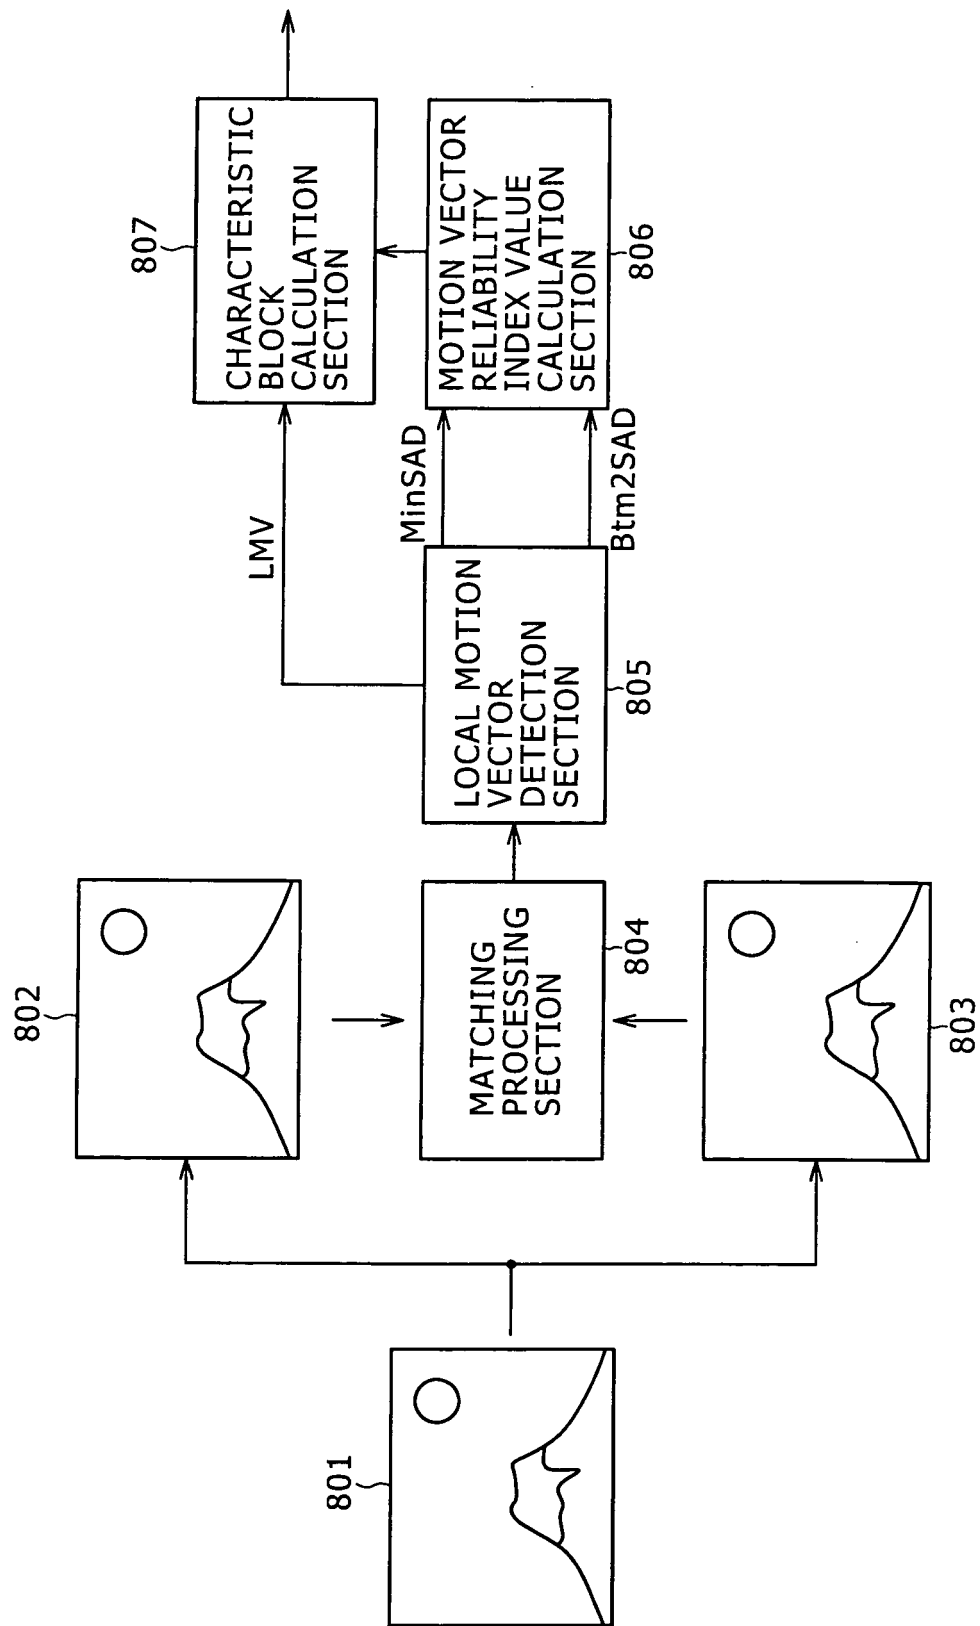 801
802
803
MATCHING
PROCESSING
SECTION
804
LOCAL MOTION
VECTOR
DETECTION
SECTION
805
LMV
MinSAD
Btm2SAD
CHARACTERISTIC
BLOCK
CALCULATION
SECTION
807
MOTION VECTOR
RELIABILITY
INDEX VALUE
CALCULATION
SECTION
806